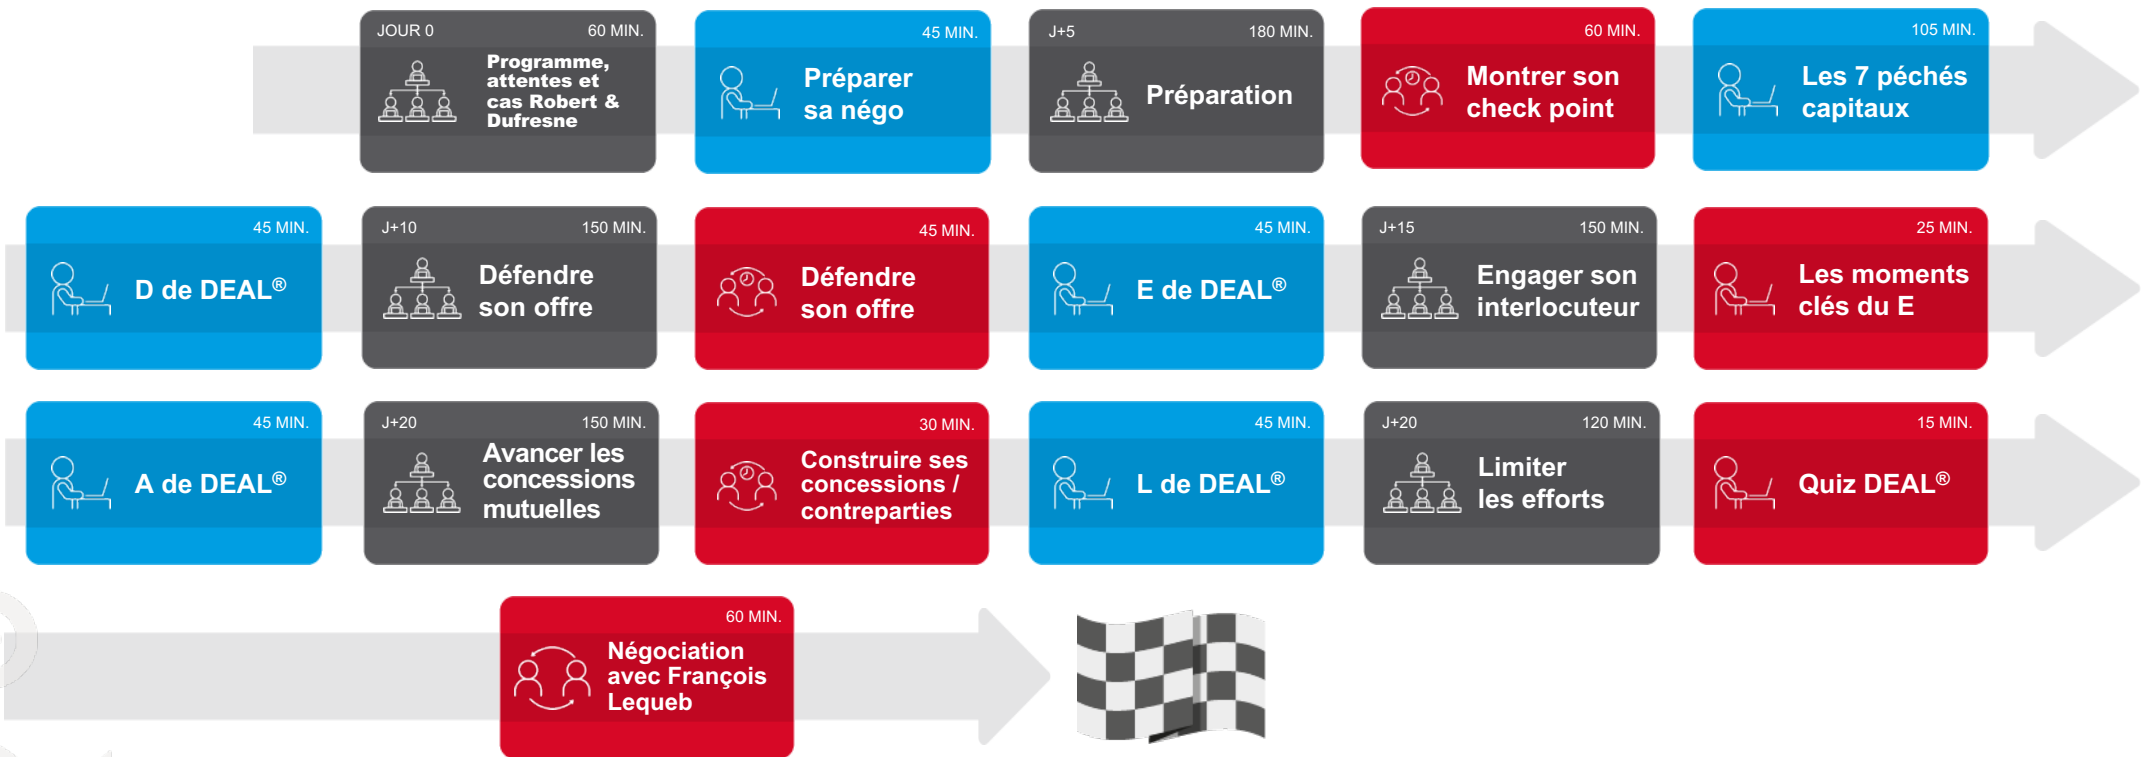 JOUR 0 60 MIN.
Programme,
attentes et
cas Robert &
Dufresne
45 MIN.
Préparer
sa négo
J+5 180 MIN.
Préparation
60 MIN.
Montrer son
check point
105 MIN.
Les 7 péchés
capitaux
45 MIN.
D de DEAL®
J+10 150 MIN.
Défendre
son offre
45 MIN.
Défendre
son offre
45 MIN.
E de DEAL®
J+15 150 MIN.
Engager son
interlocuteur
25 MIN.
Les moments
clés du E
45 MIN.
A de DEAL®
J+20 150 MIN.
Avancer les
concessions
mutuelles
30 MIN.
Construire ses
concessions /
contreparties
45 MIN.
L de DEAL®
J+20 120 MIN.
Limiter
les efforts
15 MIN.
Quiz DEAL®
60 MIN.
Négociation
avec François
Lequeb